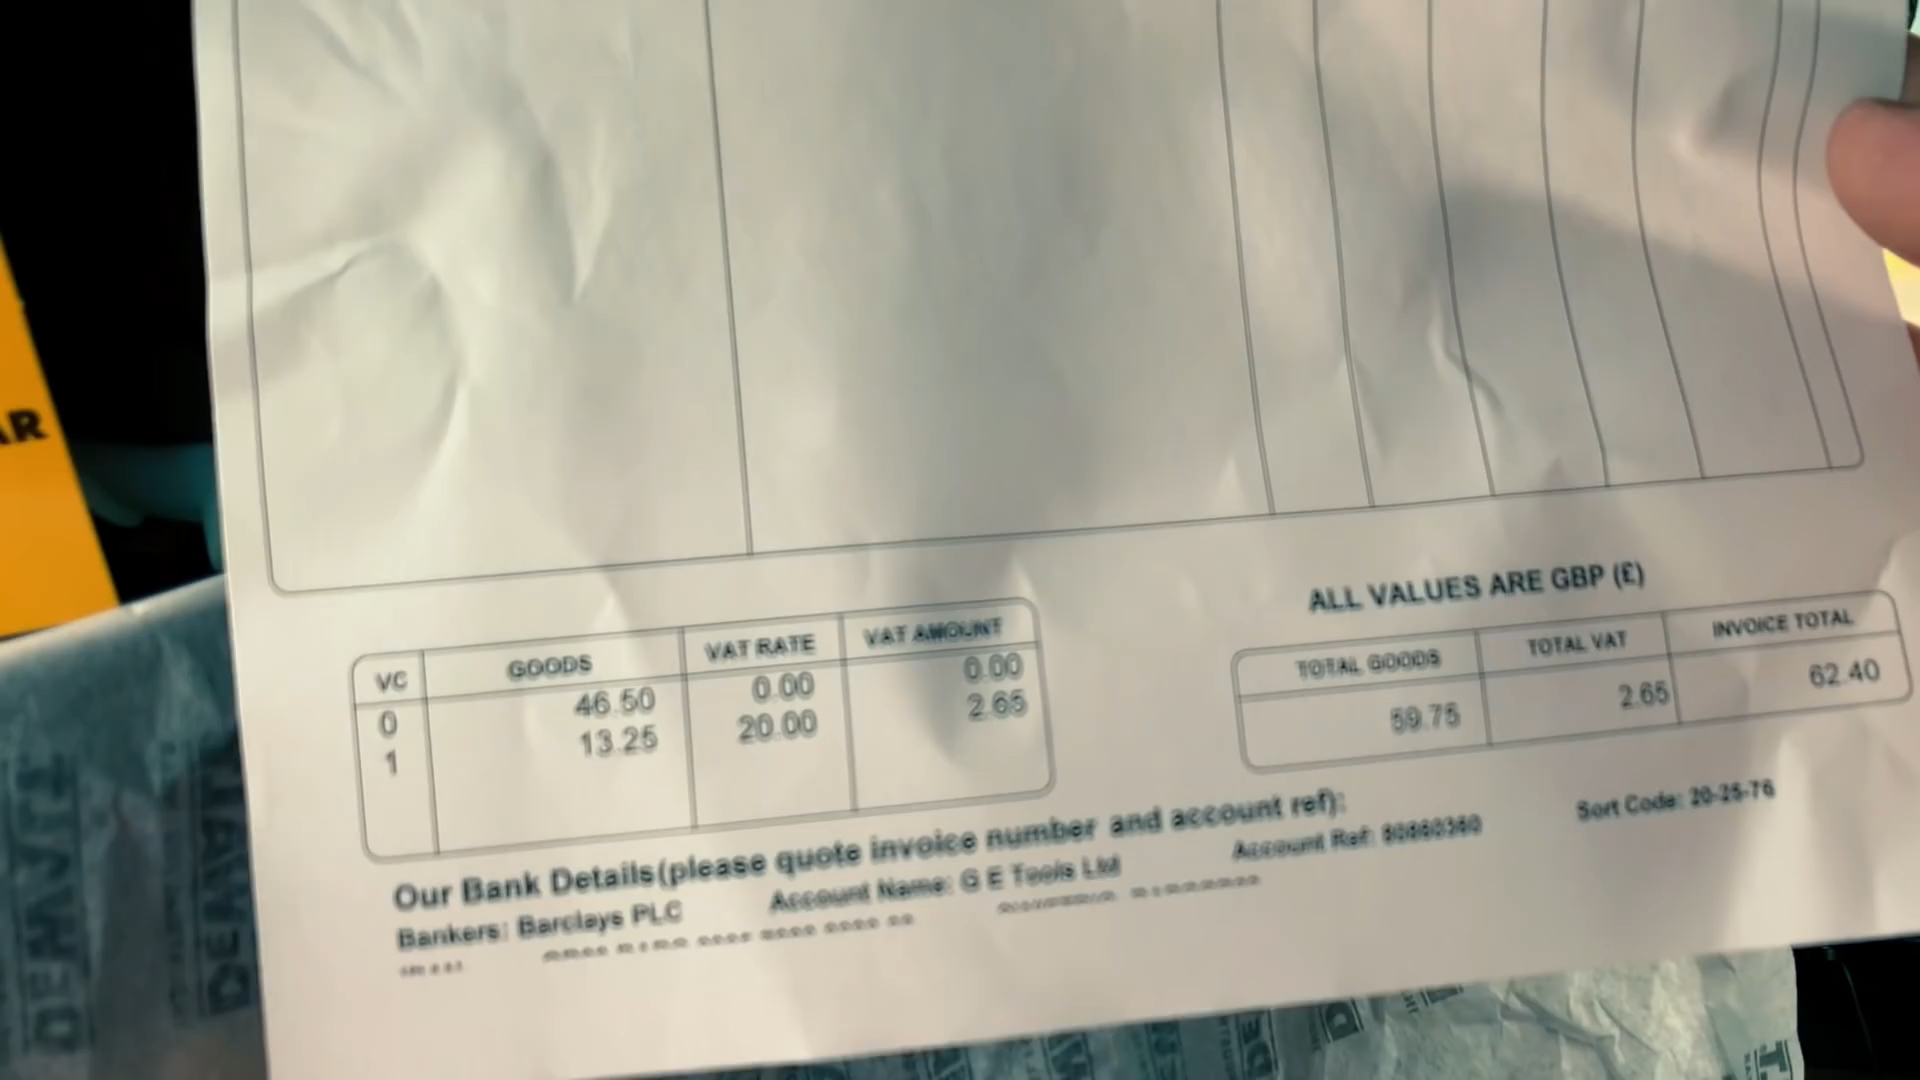 AR
ALL VALUES ARE GBP (£)
VC GOODS VAT RATE VAT AMOUNT
0 46.50 0.00 0.00
1 13.25 20.00 2.65
TOTAL GOODS TOTAL VAT INVOICE TOTAL
59.75 2.65 62.40
Our Bank Details(please quote invoice number and account ref):
Bankers: Barclays PLC Account Name: G E Tools Ltd Account Ref: Sort Code: 20-25-76
DEWALT
DEWALT